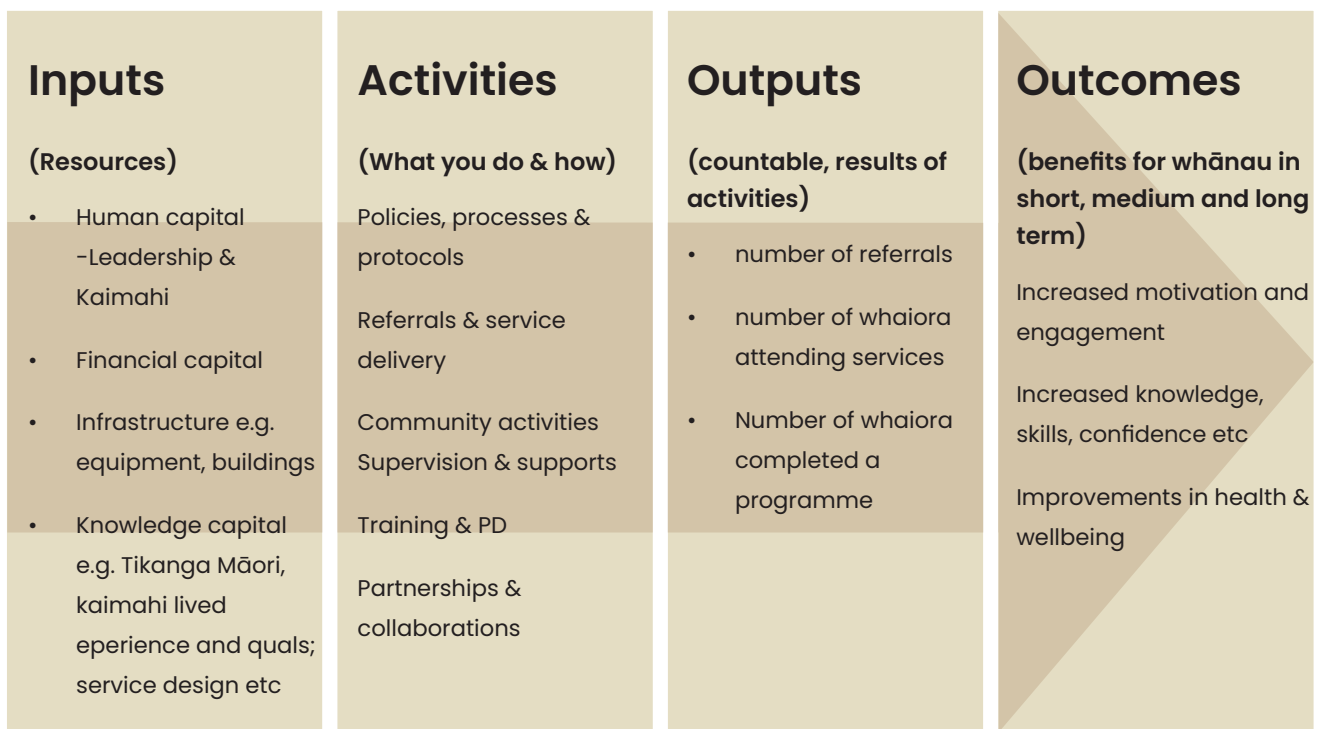 Inputs
(Resources)
• Human capital
-Leadership &
Kaimahi
• Financial capital
• Infrastructure e.g.
equipment, buildings
• Knowledge capital
e.g. Tikanga Māori,
kaimahi lived
eperience and quals;
service design etc
Activities
(What you do & how)
Policies, processes &
protocols
Referrals & service
delivery
Community activities
Supervision & supports
Training & PD
Partnerships &
collaborations
Outputs
(countable, results of
activities)
• number of referrals
• number of whaiora
attending services
• Number of whaiora
completed a
programme
Outcomes
(benefits for whānau in
short, medium and long
term)
Increased motivation and
engagement
Increased knowledge,
skills, confidence etc
Improvements in health &
wellbeing